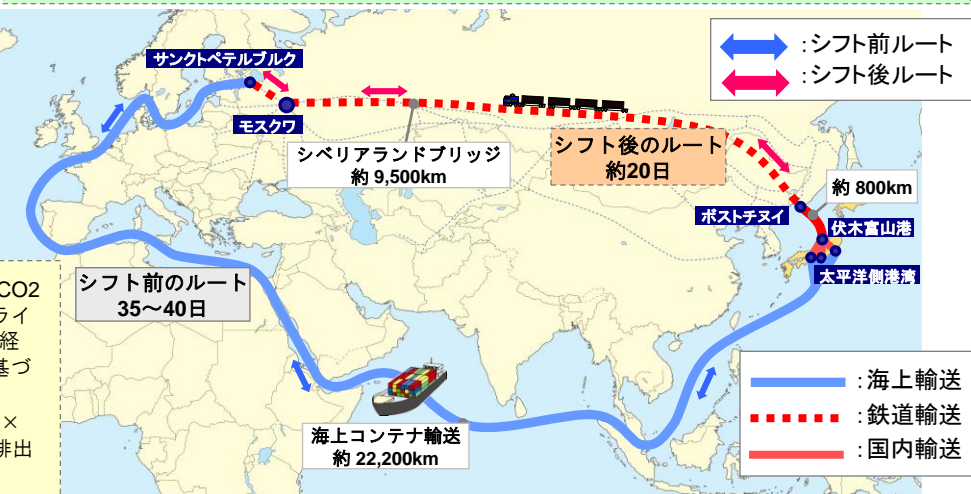 :シフト前ルート
:シフト後ルート
サンクトペテルブルク
モスクワ
シベリアランドブリッジ
約 9,500km
シフト後のルート
約20日
約 800km
ボストチヌイ
伏木富山港
太平洋側港湾
シフト前のルート
35～40日
CO2
ライ
経
基づ
×
排出
海上コンテナ輸送
約 22,200km
:海上輸送
:鉄道輸送
:国内輸送